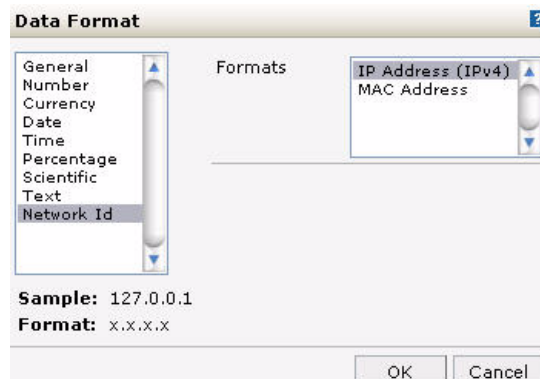 Data Format
?
General
Number
Currency
Date
Time
Percentage
Scientific
Text
Network Id
Formats
IP Address (IPv4)
MAC Address
Sample: 127.0.0.1
Format: x.x.x.x
OK
Cancel